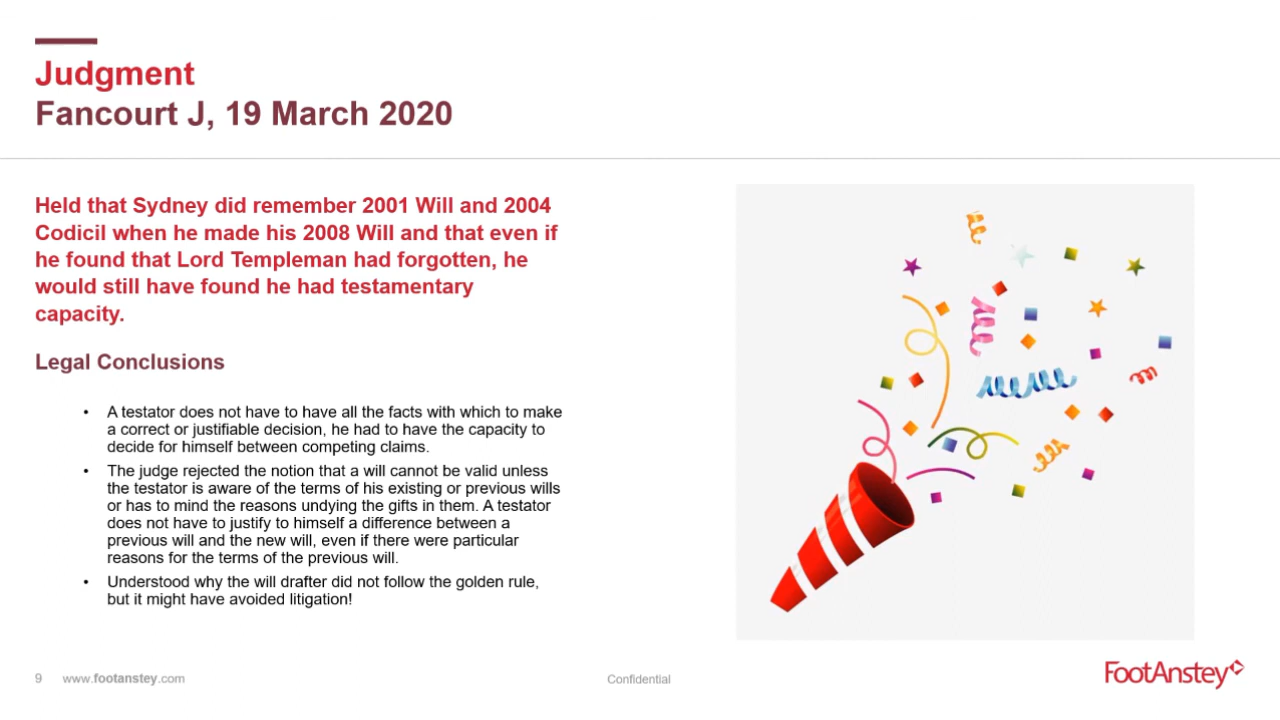 Judgment
Fancourt J, 19 March 2020
Held that Sydney did remember 2001 Will and 2004
Codicil when he made his 2008 Will and that even if
he found that Lord Templeman had forgotten, he
would still have found he had testamentary
capacity.
Legal Conclusions
• A testator does not have to have all the facts with which to make
a correct or justifiable decision, he had to have the capacity to
decide for himself between competing claims.
• The judge rejected the notion that a will cannot be valid unless
the testator is aware of the terms of his existing or previous wills
or has to mind the reasons undying the gifts in them. A testator
does not have to justify to himself a difference between a
previous will and the new will, even if there were particular
reasons for the terms of the previous will.
• Understood why the will drafter did not follow the golden rule,
but it might have avoided litigation!
9 www.footanstey.com
Confidential
FootAnstey